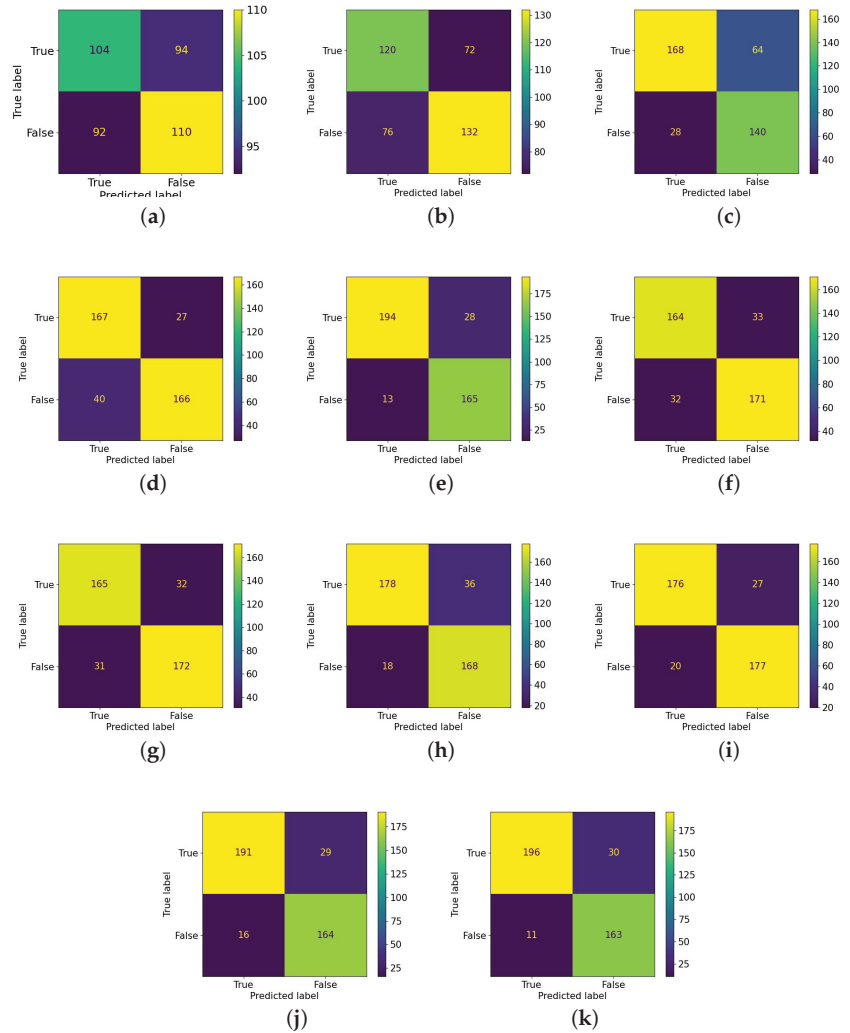 110
True
104
94
105
100
False
92
110
95
True
False
Predicted label
True label
(a)
130
True
120
72
120
110
100
False
76
132
90
80
True
False
Predicted label
True label
(b)
160
True
168
64
140
120
100
80
False
28
140
60
40
True
False
Predicted label
True label
(c)
160
True
167
27
140
120
100
80
False
40
166
60
40
True
False
Predicted label
True label
(d)
175
True
194
28
150
125
100
75
False
13
165
50
25
True
False
Predicted label
True label
(e)
160
True
164
33
140
120
100
80
False
32
171
60
40
True
False
Predicted label
True label
(f)
160
True
165
32
140
120
100
80
False
31
172
60
40
True
False
Predicted label
True label
(g)
160
True
178
36
140
120
100
80
False
18
168
60
40
20
True
False
Predicted label
True label
(h)
160
True
176
27
140
120
100
80
False
20
177
60
40
20
True
False
Predicted label
True label
(i)
175
True
191
29
150
125
100
75
False
16
164
50
25
True
False
Predicted label
True label
(j)
175
True
196
30
150
125
100
75
False
11
163
50
25
True
False
Predicted label
True label
(k)